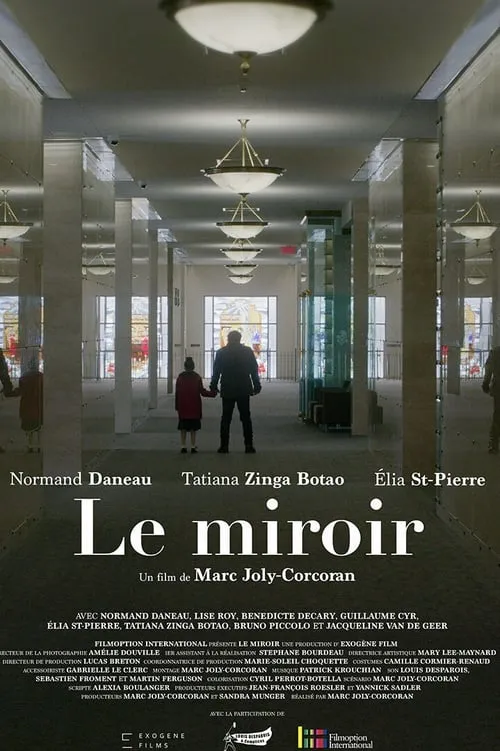 Normand Daneau Tatiana Zinga Botao Élia St-Pierre
Le miroir
Un film de Marc Joly-Corcoran
AVEC NORMAND DANEAU, LISE ROY, BENEDICTE DECARY, GUILLAUME CYR,
ÉLIA ST-PIERRE, TATIANA ZINGA BOTAO, BRUNO PICCOLO ET JACQUELINE VAN DE GEER
FILMOPTION INTERNATIONAL PRÉSENTE LE MIROIR UNE PRODUCTION D'EXOGÈNE FILM
RECTEUR DE LA PHOTOGRAPHIE AMÉLIE DOUVILLE 1ER ASSISTANT À LA RÉALISATION STEPHANE BOURDEAU DIRECTRICE ARTISTIQUE MARY LEE-MAYNARD
DIRECTEUR DE PRODUCTION LUCAS BRETON COORDONNATRICE DE PRODUCTION MARIE-SOLEIL CHOQUETTE COSTUMES CAMILLE CORMIER-RENAUD
ACCESSOIRISTE GABRIELLE LE CLERC MONTAGE MARC JOLY-CORCORAN MUSIQUE PATRICK KROUCHIAN SON LOUIS DESPAROIS,
SEBASTIEN FROMENT ET MARTIN FERGUSON COLORISATION CYRIL PERROT-BOTELLA SCÉNARIO MARC JOLY-CORCORAN
SCRIPTE ALEXIA BOULANGER PRODUCTEURS EXÉCUTIFS JEAN-FRANÇOIS ROESLER ET YANNICK SADLER
PRODUCTEURS MARC JOLY-CORCORAN ET SANDRA MUNGER RÉALISÉ PAR MARC JOLY-CORCORAN
AVEC LA PARTICIPATION DE
EXOGENE
FILMS
LOUIS DESPAROIS
Filmoption
International